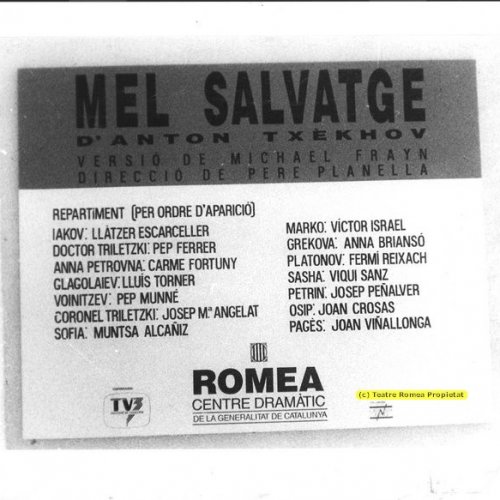 MEL SALVATGE
D'ANTON TXÈKHOV
VERSIÓ DE MICHAEL FRAYN
DIRECCIÓ DE PERE PLANELLA
REPARTIMENT (PER ORDRE D'APARICIÓ)
IAKOV: LLÀTZER ESCARCELLER
DOCTOR TRILETZKI: PEP FERRER
ANNA PETROVNA: CARME FORTUNY
GLAGOLAIEV: LLUÍS TORNER
VOINITZEV: PEP MUNNÉ
CORONEL TRILETZKI: JOSEP Mª ANGELAT
SOFIA: MUNTSA ALCAÑIZ
MARKO: VÍCTOR ISRAEL
GREKOVA: ANNA BRIANSÓ
PLATONOV: FERMÍ REIXACH
SASHA: VIQUI SANZ
PETRIN: JOSEP PEÑALVER
OSIP: JOAN CROSAS
PAGÈS: JOAN VIÑALLONGA
ROMEA
CENTRE DRAMÀTIC
DE LA GENERALITAT DE CATALUNYA
TV3
(c) Teatre Romea Propietat